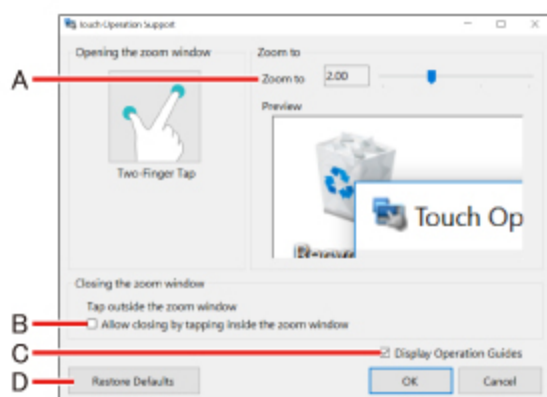 Touch-Operation Support
Opening the zoom window
Two-Finger Tap
Zoom to
A
Zoom to 2.00
Preview
Touch Op
Closing the zoom window
Tap outside the zoom window
B
Allow closing by tapping inside the zoom window
C
Display Operation Guides
D
Restore Defaults
OK
Cancel